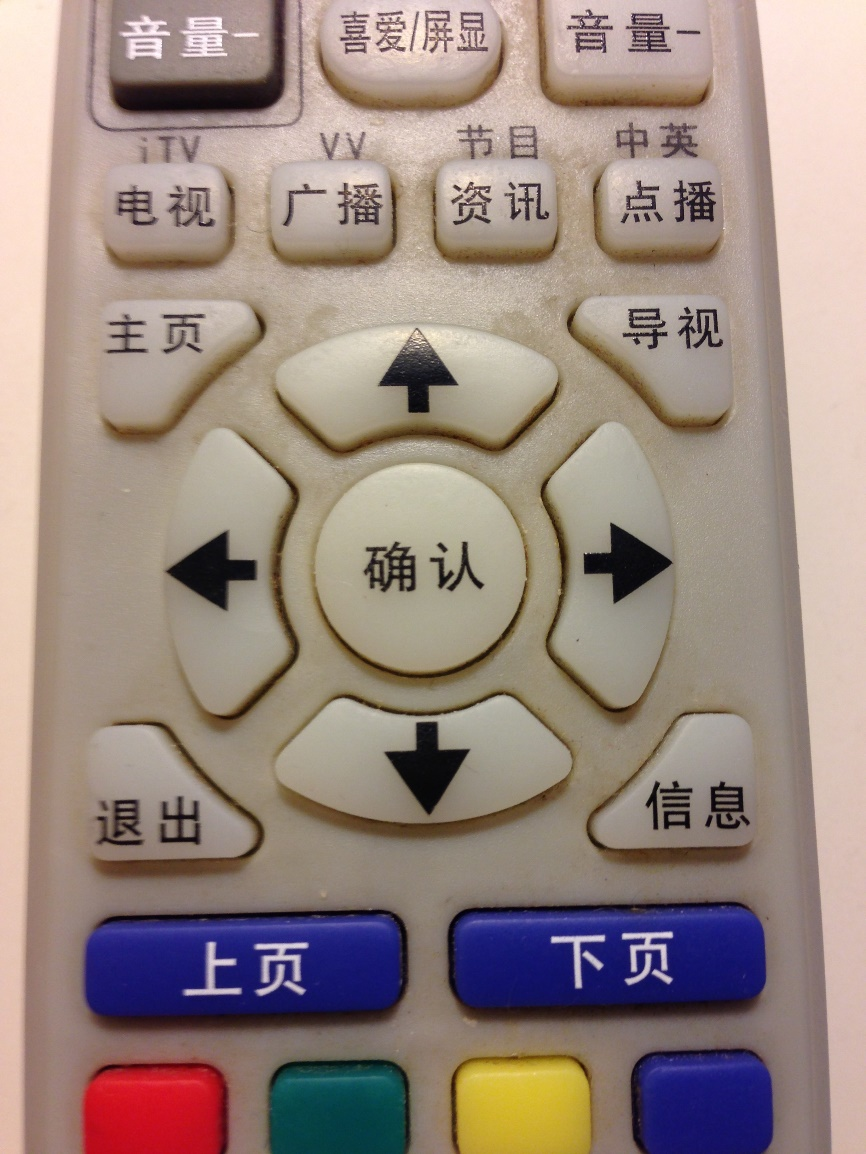 音量－ 喜爱/屏显 音量－
iTV VV 节目 中英
电视 广播 资讯 点播
主页 导视
确认
退出 信息
上页 下页